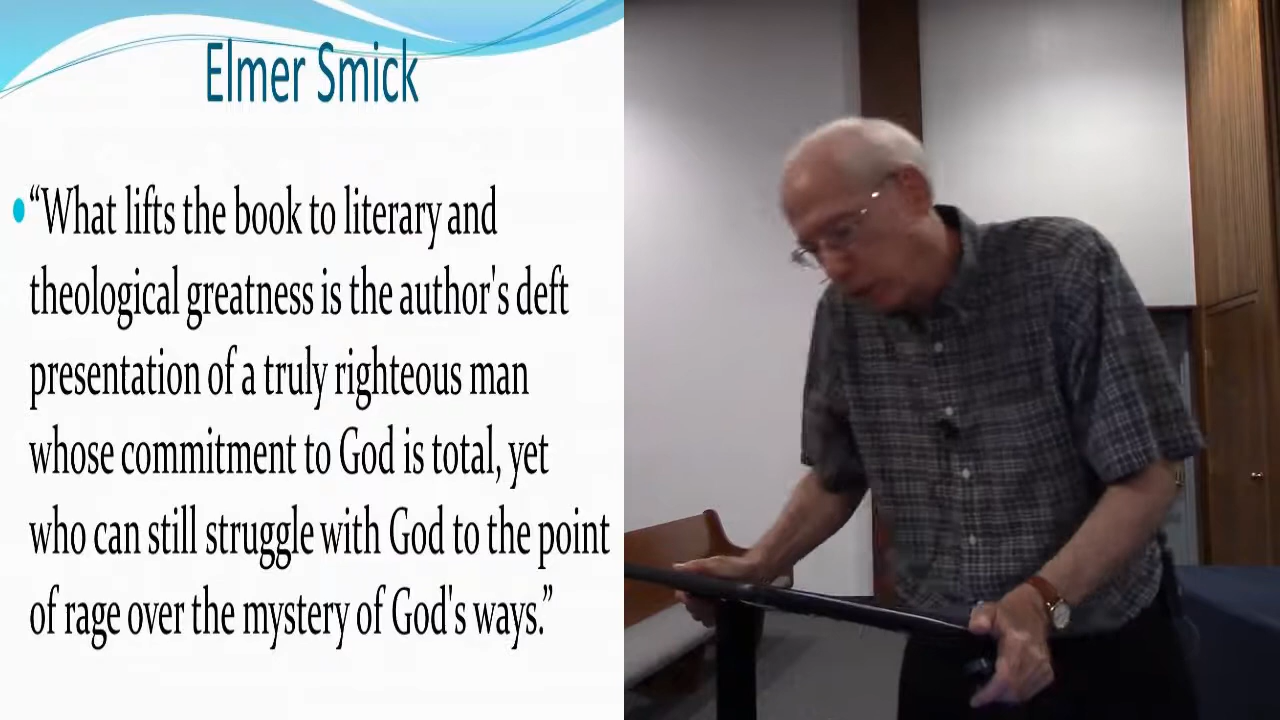 Elmer Smick
•“What lifts the book to literary and
theological greatness is the author's deft
presentation of a truly righteous man
whose commitment to God is total, yet
who can still struggle with God to the point
of rage over the mystery of God's ways.”